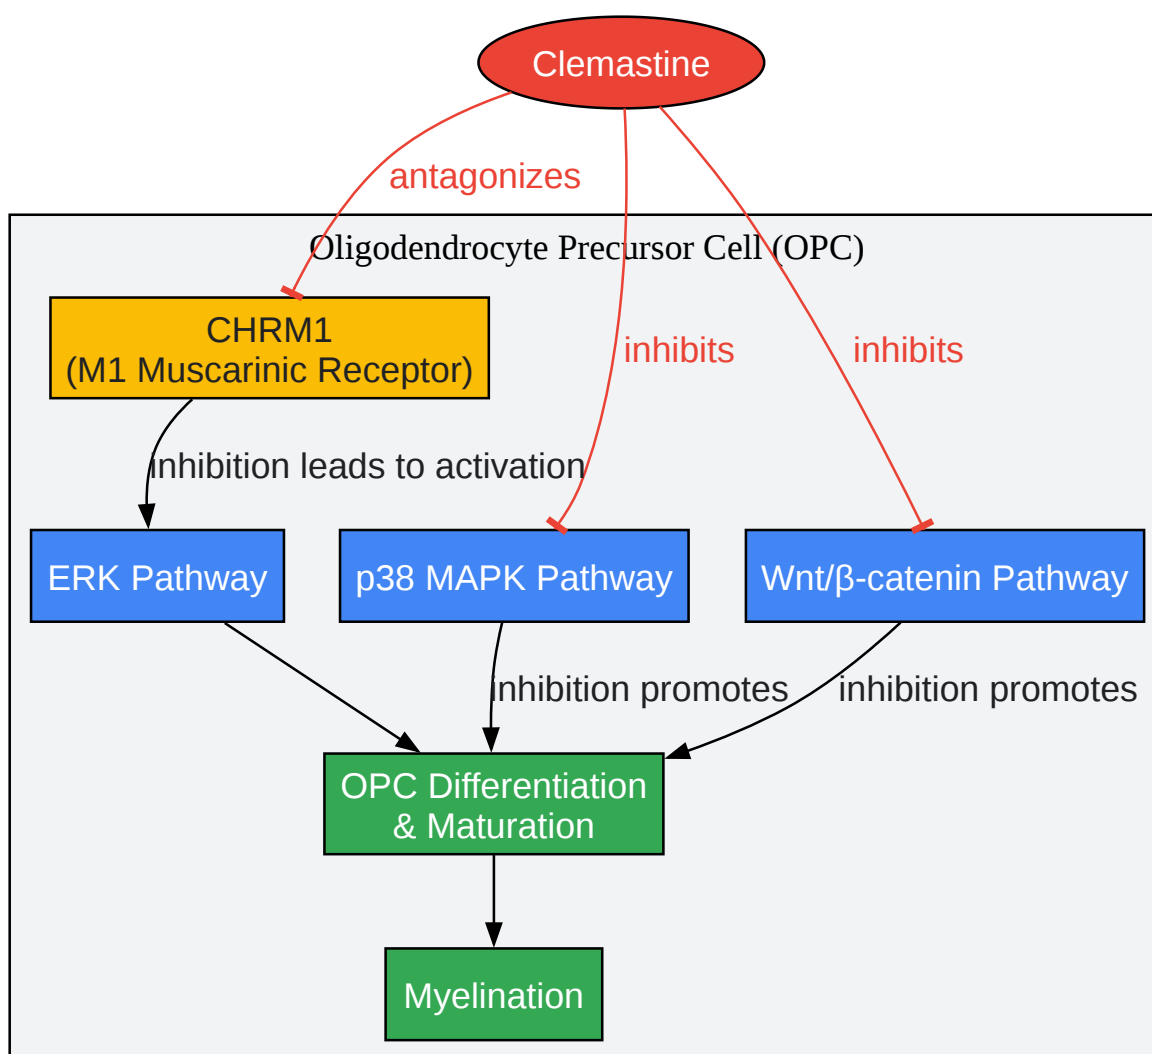 Clemastine
antagonizes
Oligodendrocyte Precursor Cell (OPC)
CHRM1
(M1 Muscarinic Receptor)
inhibits
inhibits
inhibition leads to activation
ERK Pathway
p38 MAPK Pathway
Wnt/β-catenin Pathway
inhibition promotes
inhibition promotes
OPC Differentiation
& Maturation
Myelination